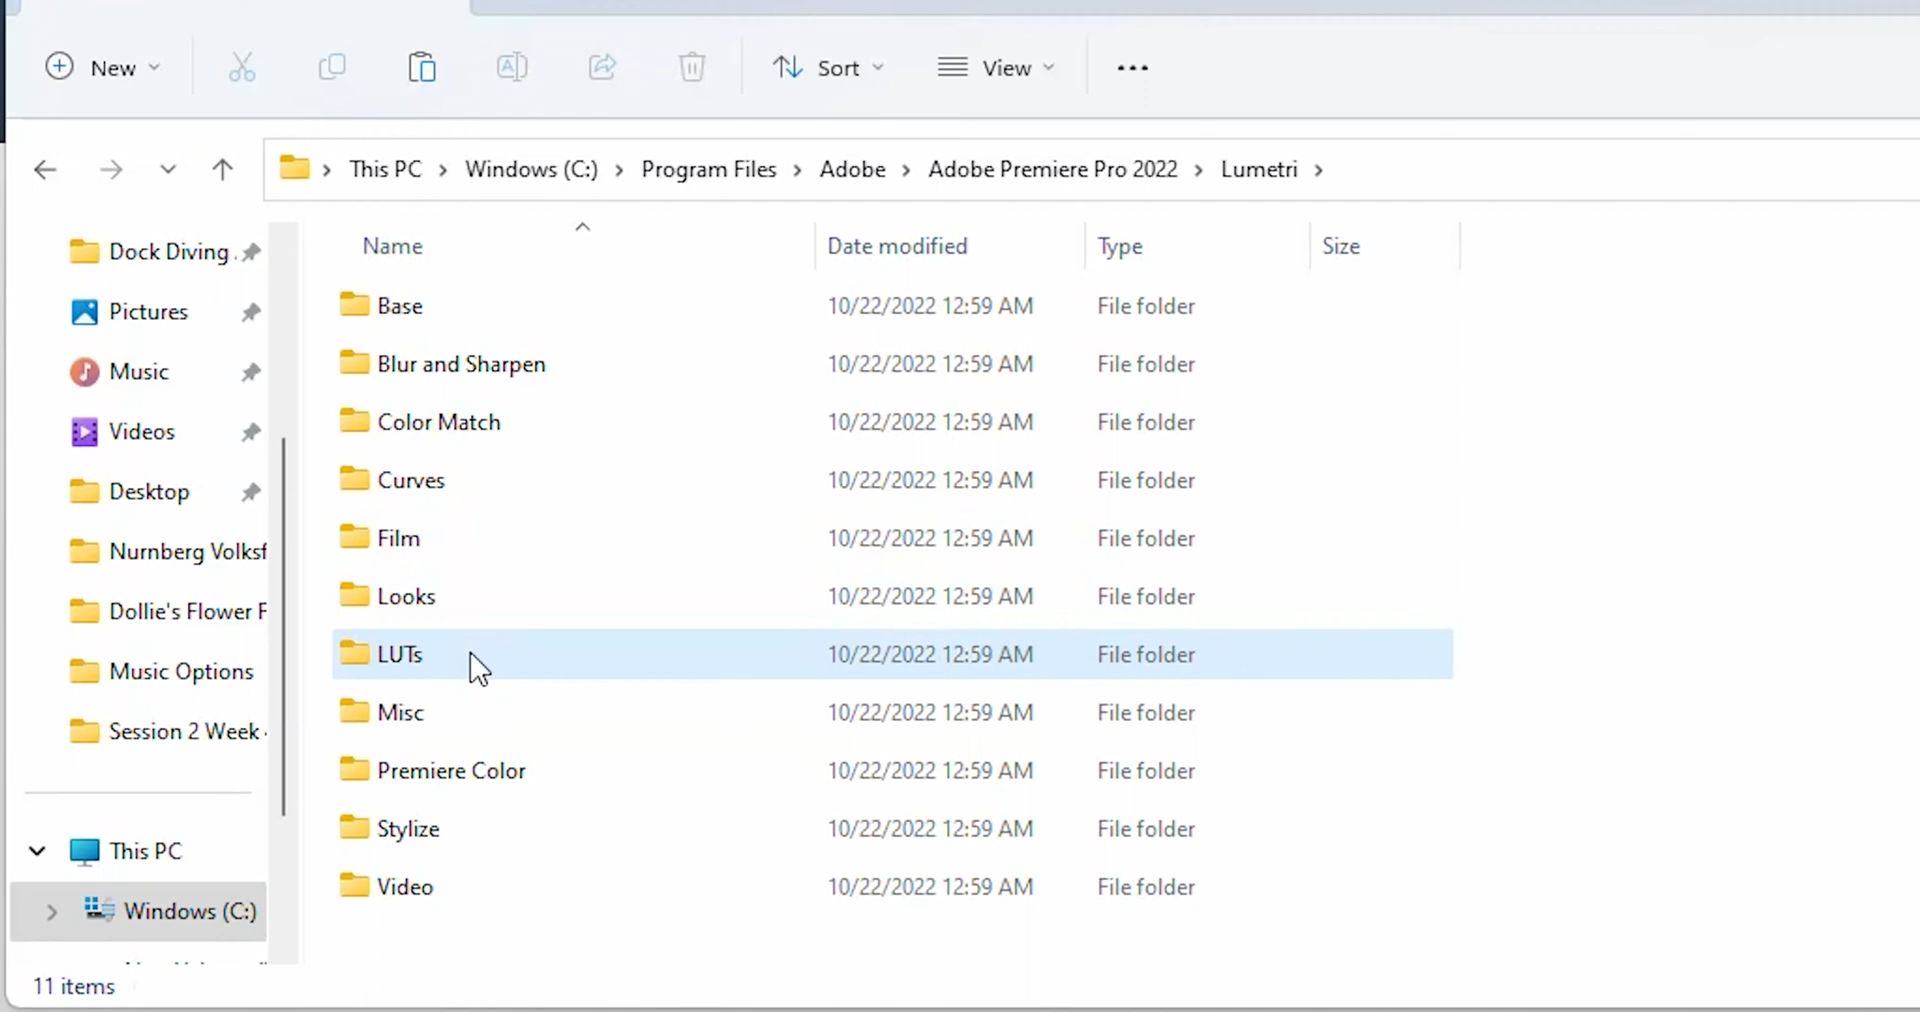 New
Sort
View
This PC > Windows (C:) > Program Files > Adobe > Adobe Premiere Pro 2022 > Lumetri >
Name Date modified Type Size
Dock Diving
Pictures
Music
Videos
Desktop
Nurnberg Volksf
Dollie's Flower F
Music Options
Session 2 Week
This PC
Windows (C:)
Base 10/22/2022 12:59 AM File folder
Blur and Sharpen 10/22/2022 12:59 AM File folder
Color Match 10/22/2022 12:59 AM File folder
Curves 10/22/2022 12:59 AM File folder
Film 10/22/2022 12:59 AM File folder
Looks 10/22/2022 12:59 AM File folder
LUTs 10/22/2022 12:59 AM File folder
Misc 10/22/2022 12:59 AM File folder
Premiere Color 10/22/2022 12:59 AM File folder
Stylize 10/22/2022 12:59 AM File folder
Video 10/22/2022 12:59 AM File folder
11 items